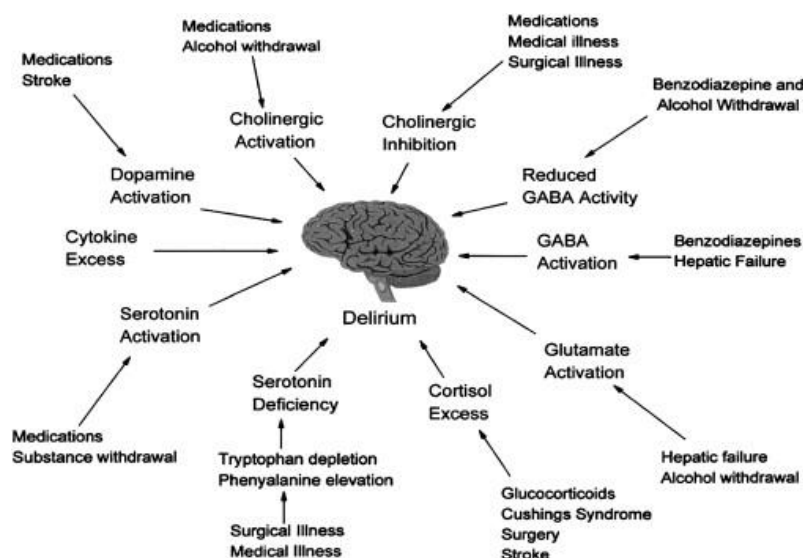 Medications
Alcohol withdrawal
Medications
Medical illness
Surgical Illness
Medications
Stroke
Benzodiazepine and
Alcohol Withdrawal
Cholinergic
Activation
Cholinergic
Inhibition
Dopamine
Activation
Reduced
GABA Activity
Cytokine
Excess
GABA
Activation
Benzodiazepines
Hepatic Failure
Serotonin
Activation
Delirium
Glutamate
Activation
Serotonin
Deficiency
Cortisol
Excess
Medications
Substance withdrawal
Tryptophan depletion
Phenyalanine elevation
Hepatic failure
Alcohol withdrawal
Surgical Illness
Medical Illness
Glucocorticoids
Cushings Syndrome
Surgery
Stroke